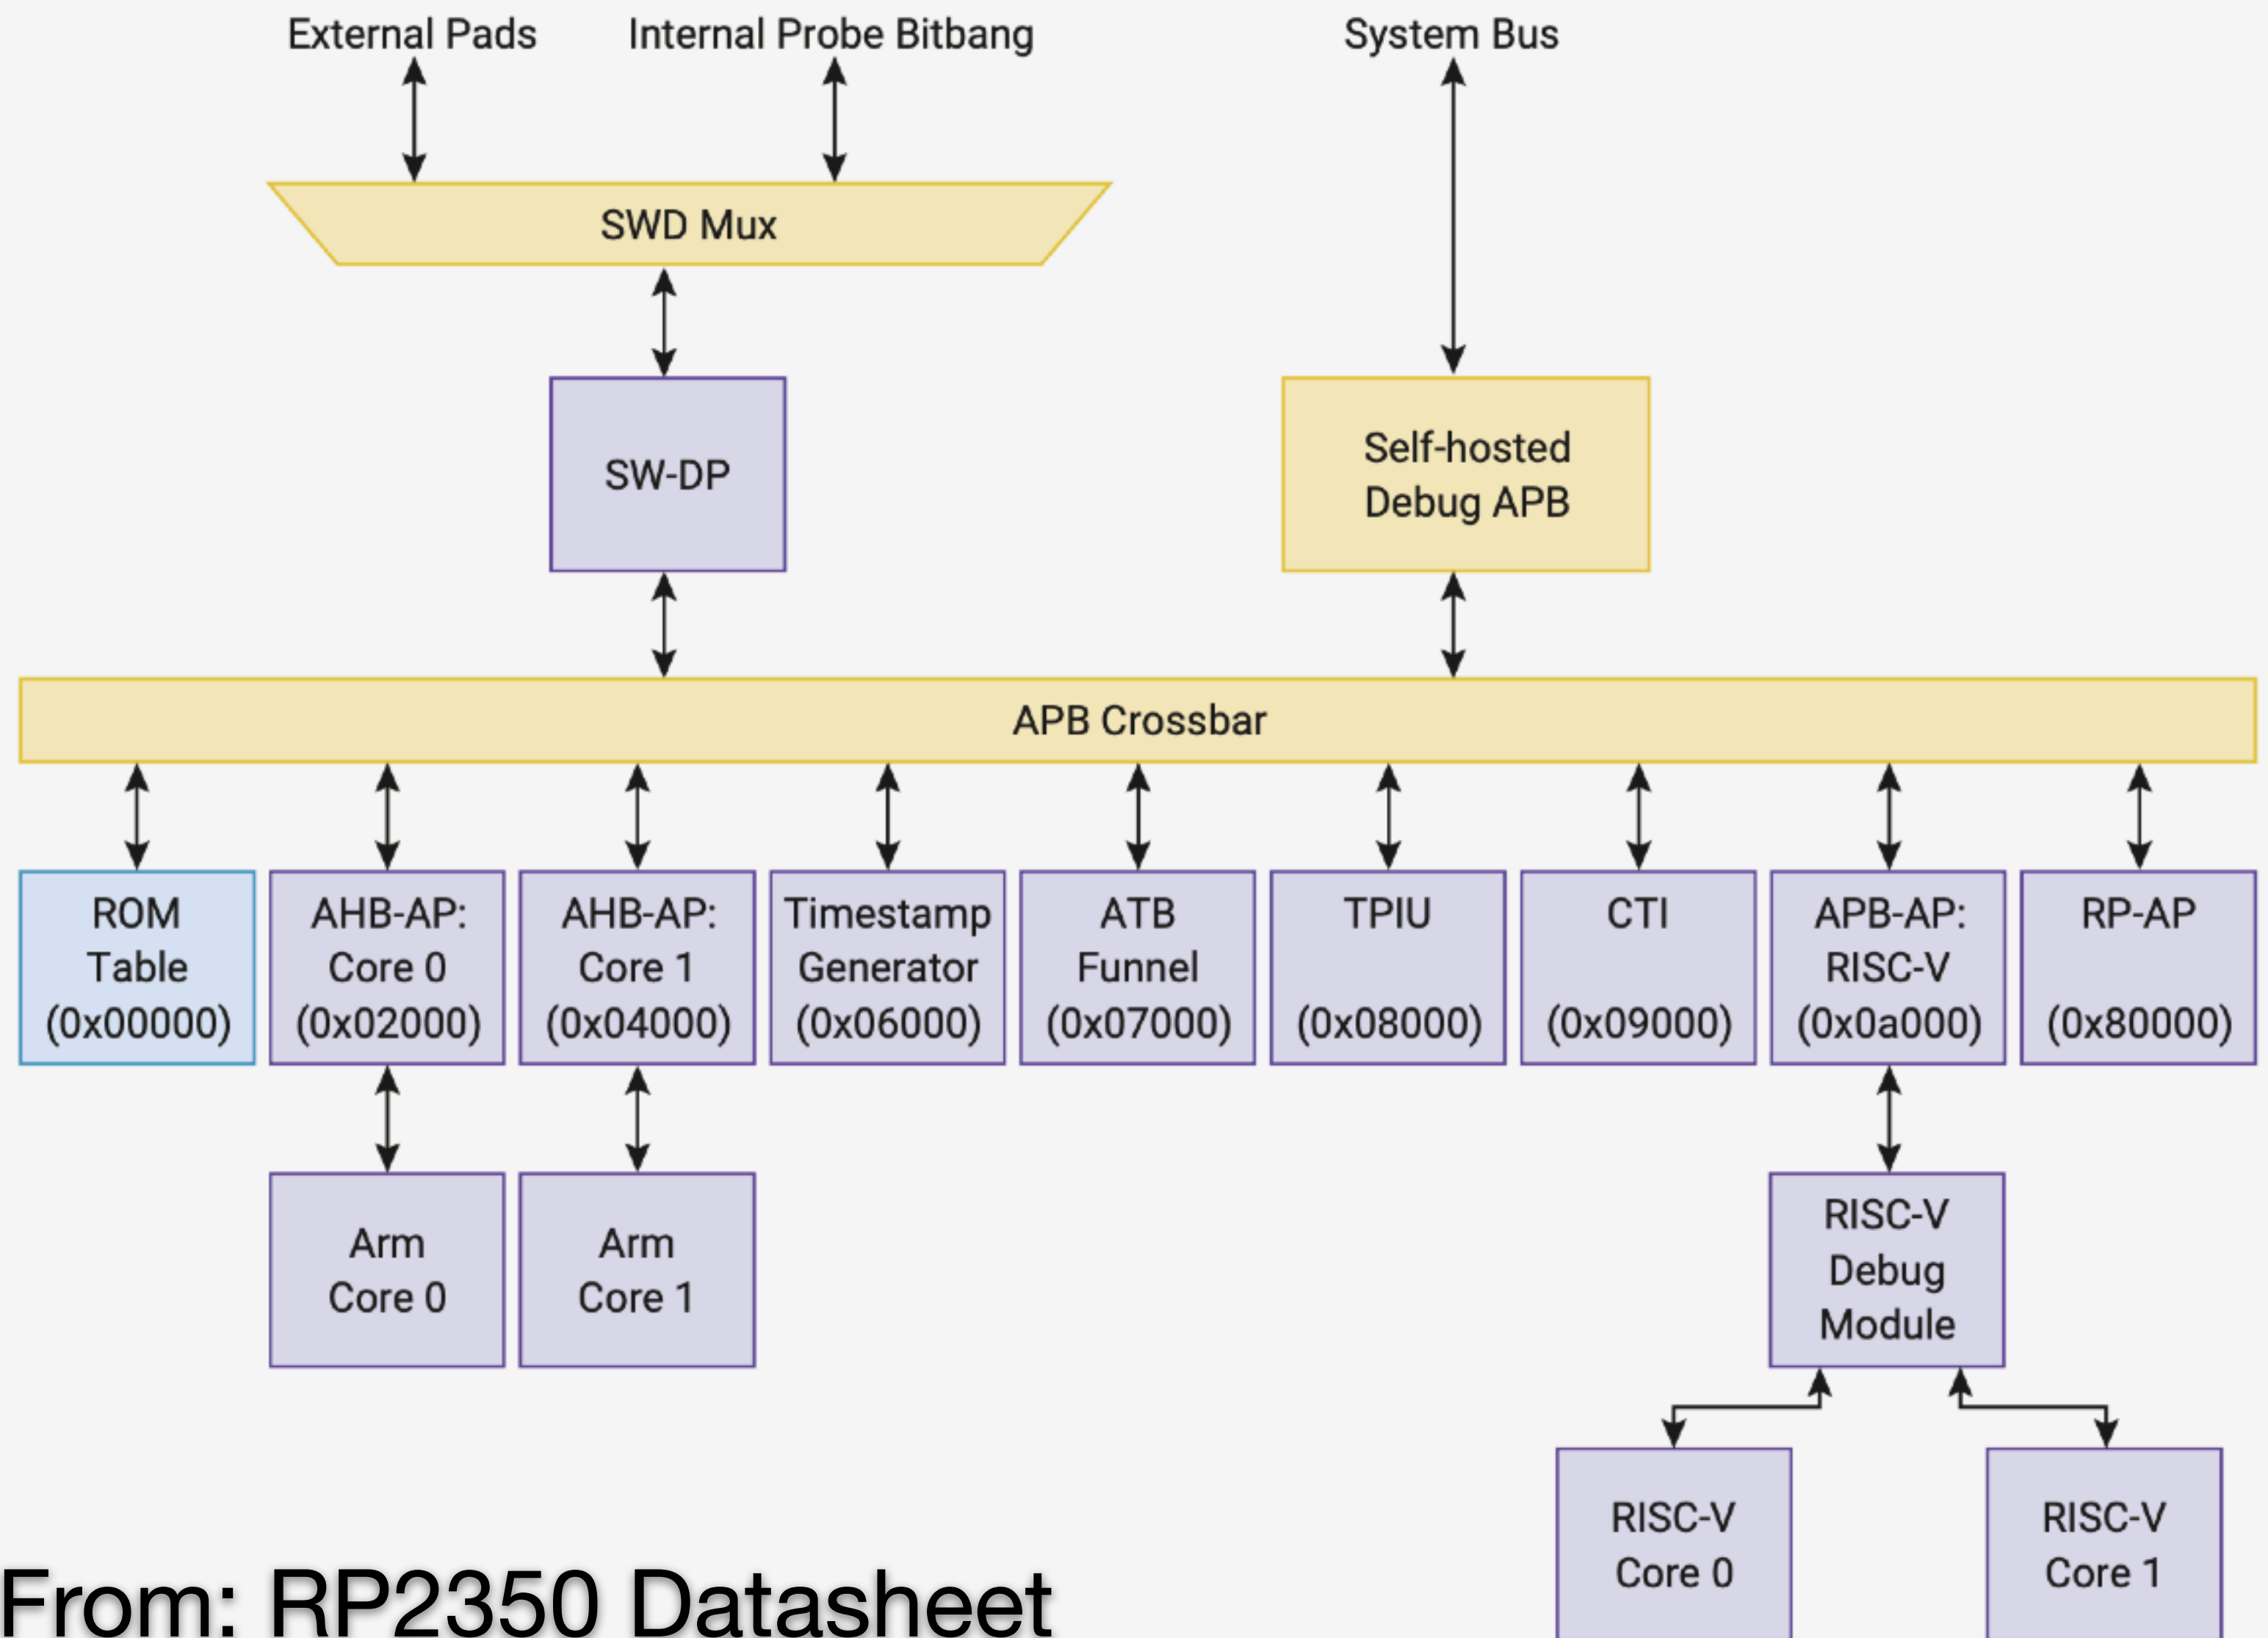 External Pads
Internal Probe Bitbang
System Bus
SWD Mux
SW-DP
Self-hosted
Debug APB
APB Crossbar
ROM
Table
(0x00000)
AHB-AP:
Core 0
(0x02000)
AHB-AP:
Core 1
(0x04000)
Timestamp
Generator
(0x06000)
ATB
Funnel
(0x07000)
TPIU
(0x08000)
CTI
(0x09000)
APB-AP:
RISC-V
(0x0a000)
RP-AP
(0x80000)
Arm
Core 0
Arm
Core 1
RISC-V
Debug
Module
RISC-V
Core 0
RISC-V
Core 1
From: RP2350 Datasheet